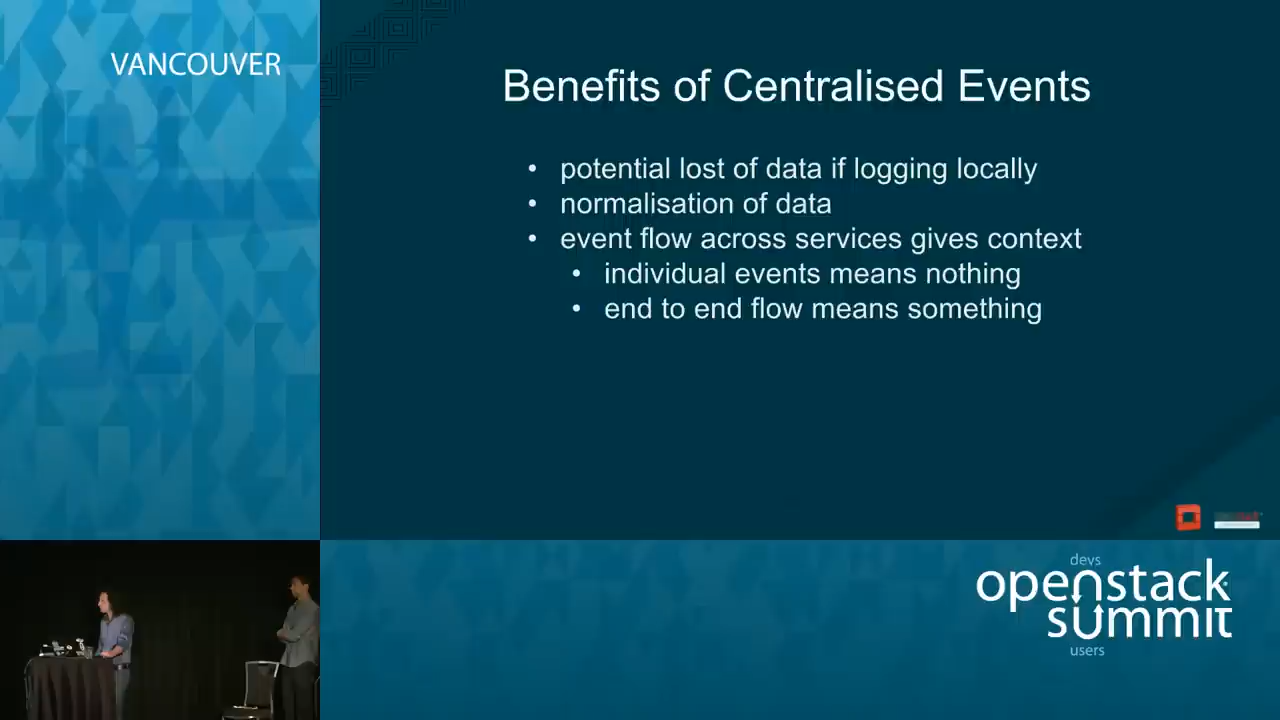 VANCOUVER
Benefits of Centralised Events
• potential lost of data if logging locally
• normalisation of data
• event flow across services gives context
• individual events means nothing
• end to end flow means something
devs
openstack
summit
users